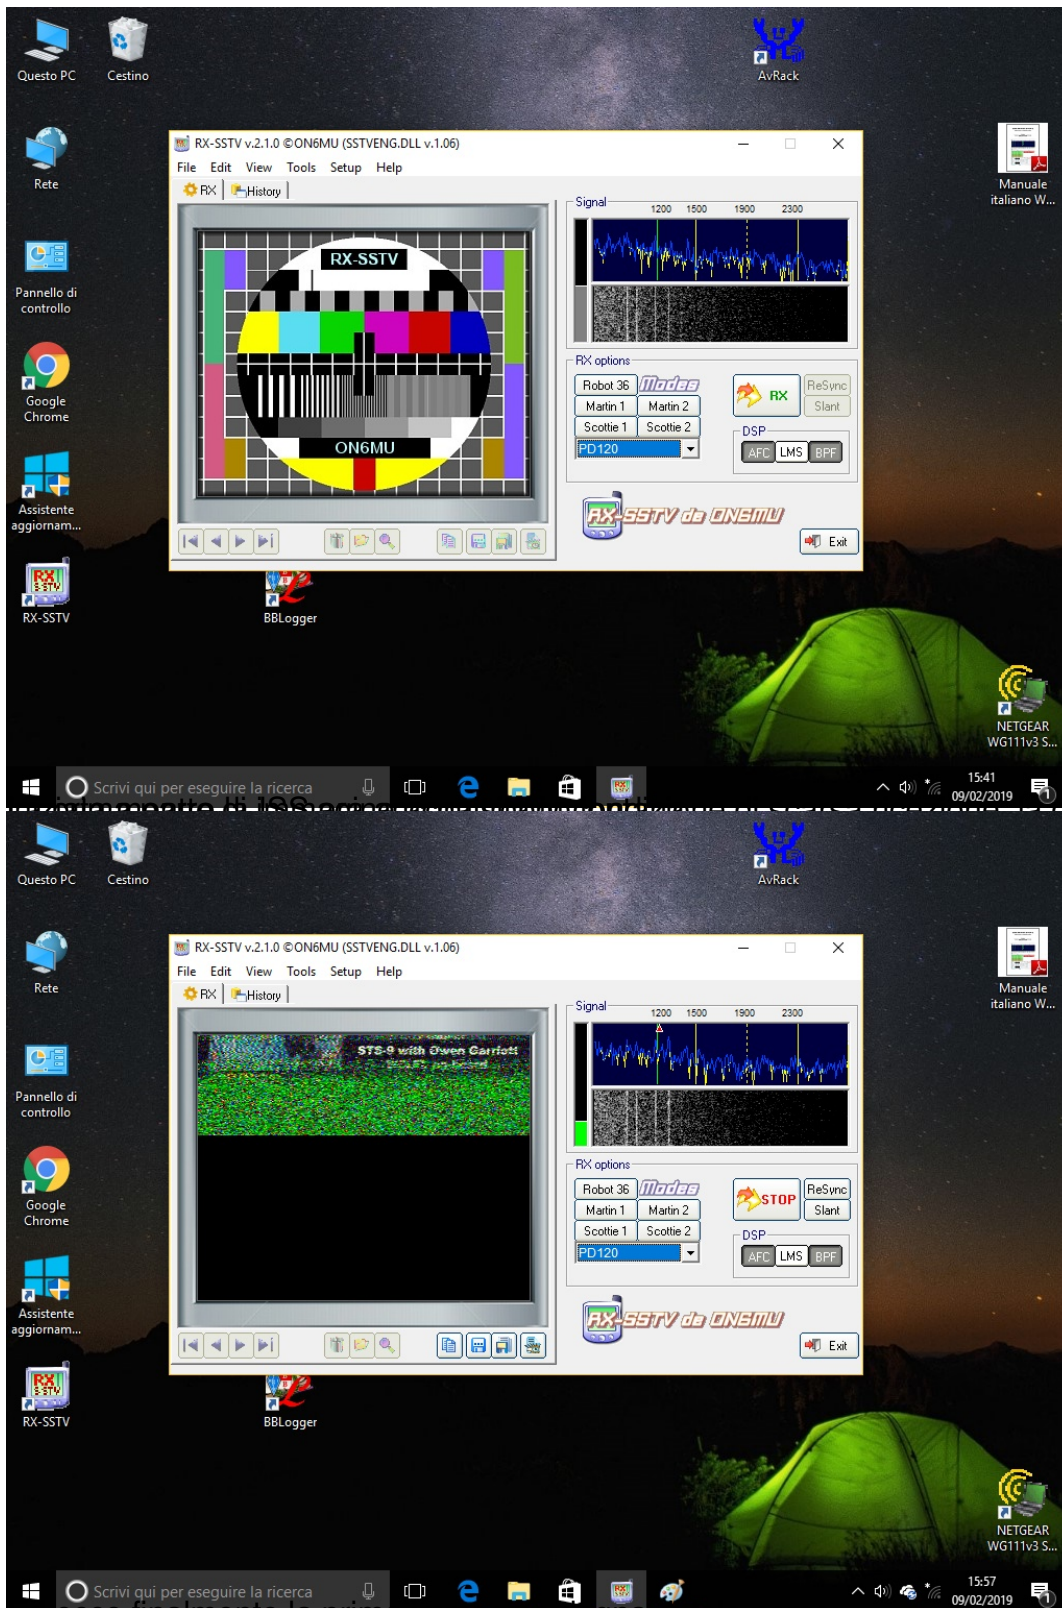 Questo PC
Cestino
AvRack
Rete
Manuale
italiano W...
Pannello di
controllo
Google
Chrome
Assistente
aggiornam...
RX-SSTV
BBLogger
NETGEAR
WG111v3 S...
RX-SSTV v.2.1.0 ©ON6MU (SSTVENG.DLL v.1.06)
File Edit View Tools Setup Help
RX History
RX-SSTV
ON6MU
Signal
1200 1500 1900 2300
RX options
Robot 36 Modes
Martin 1 Martin 2
Scottie 1 Scottie 2
PD120
RX
ReSync
Slant
DSP
AFC LMS BPF
RX-SSTV de ON6MU
Exit
Scrivi qui per eseguire la ricerca
15:41
09/02/2019
1
Questo PC
Cestino
AvRack
Rete
Manuale
italiano W...
Pannello di
controllo
Google
Chrome
Assistente
aggiornam...
RX-SSTV
BBLogger
NETGEAR
WG111v3 S...
RX-SSTV v.2.1.0 ©ON6MU (SSTVENG.DLL v.1.06)
File Edit View Tools Setup Help
RX History
STS-9 with Owen Garriott
Signal
1200 1500 1900 2300
RX options
Robot 36 Modes
Martin 1 Martin 2
Scottie 1 Scottie 2
PD120
STOP
ReSync
Slant
DSP
AFC LMS BPF
RX-SSTV de ON6MU
Exit
Scrivi qui per eseguire la ricerca
15:57
09/02/2019
1